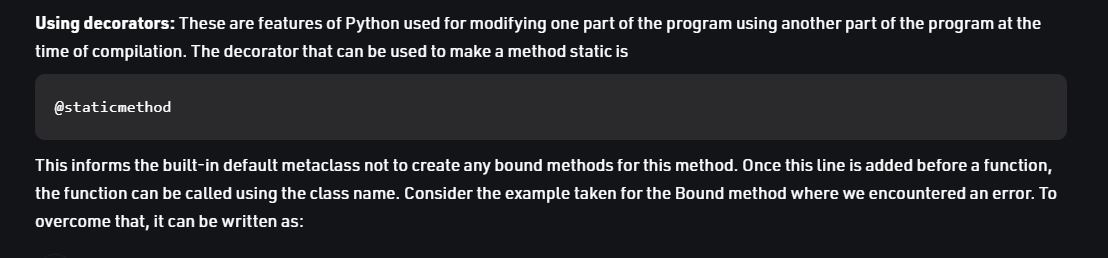 Using decorators: These are features of Python used for modifying one part of the program using another part of the program at the
time of compilation. The decorator that can be used to make a method static is
@staticmethod
This informs the built-in default metaclass not to create any bound methods for this method. Once this line is added before a function,
the function can be called using the class name. Consider the example taken for the Bound method where we encountered an error. To
overcome that, it can be written as: